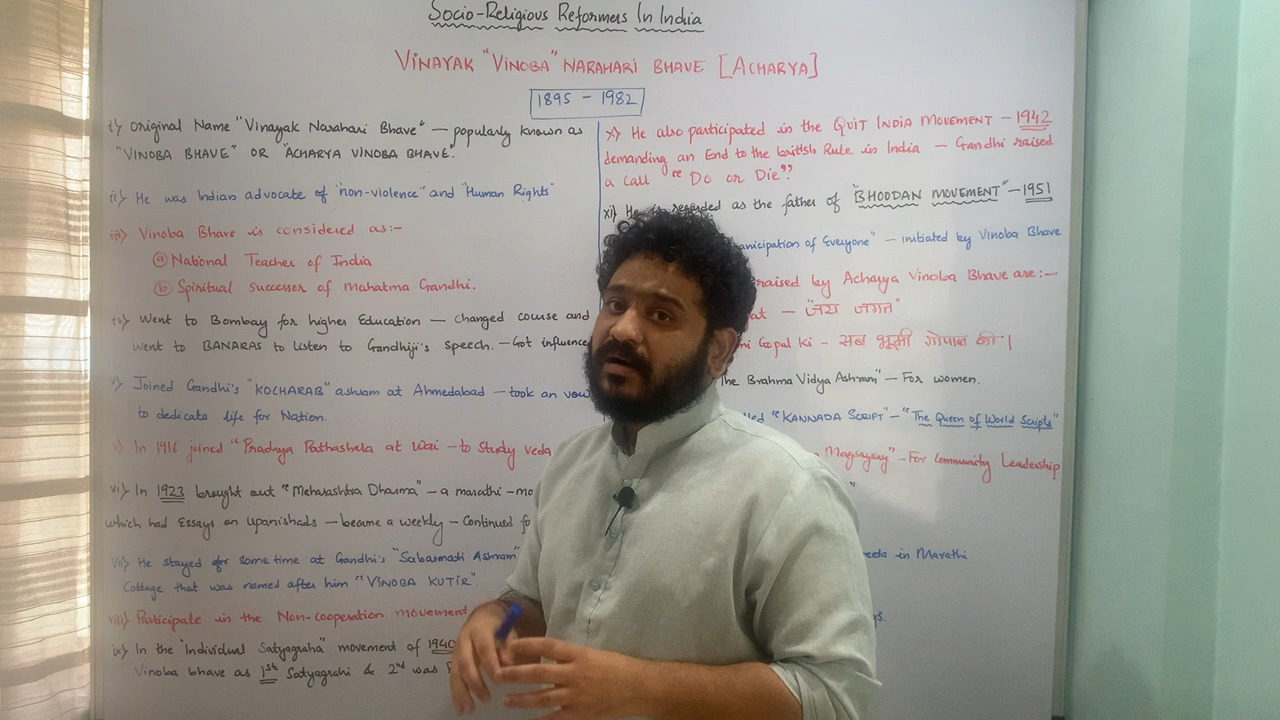 Socio-Religious Reformers In India
VINAYAK "VINOBA" NARAHARI BHAVE [ACHARYA]
1895 - 1982
i) Original Name "Vinayak Narahari Bhave" — popularly known as
"VINOBA BHAVE" OR "ACHARYA VINOBA BHAVE".
ii) He was Indian advocate of "non-violence" and "Human Rights"
iii) Vinoba Bhave is considered as:-
ⓐ National Teacher of India
ⓑ Spiritual successor of Mahatma Gandhi.
iv) Went to Bombay for higher Education — changed course and
went to BANARAS to listen to Gandhiji's speech. — Got influence
v) Joined Gandhi's "KOCHARAB" ashram at Ahmedabad — took an vow
to dedicate life for Nation.
v) In 1916 joined "Pradnya Pathashala at Wai — to Study veda
vi) In 1923 brought out "Maharashtra Dharma" — a marathi - mo
which had Essays on Upanishads — became a weekly — Continued fo
vii) He stayed for some time at Gandhi's "Sabarmati Ashram"
Cottage that was named after him "VINOBA KUTIR".
viii) Participate in the Non-cooperation movement
ix) In the "Individual Satyagraha" movement of 1940
Vinoba bhave as 1st Satyagrahi & 2nd was
x) He also participated in the QUIT INDIA MOVEMENT — 1942
demanding an End to the british Rule in India — Gandhi raised
a call "Do or Die"?
xi) He is regarded as the father of "BHOODAN MOVEMENT" — 1951
anicipation of Everyone" — initiated by Vinoba Bhave
raised by Acharya Vinoba Bhave are:-
at — "जय जगत"
mi Gopal Ki - सब भूमी गोपाल की।
The Brahma Vidya Ashram" — For women.
lled "KANNADA SCRIPT" — "The Queen of World Scripts"
Magsaysay" — For Community Leadership
eeta in Marathi